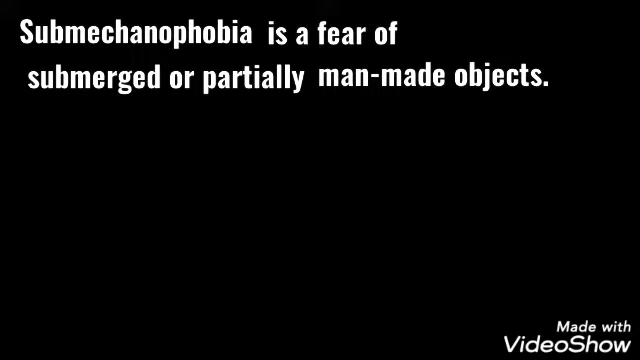 Submechanophobia is a fear of
submerged or partially man-made objects.
Made with
VideoShow